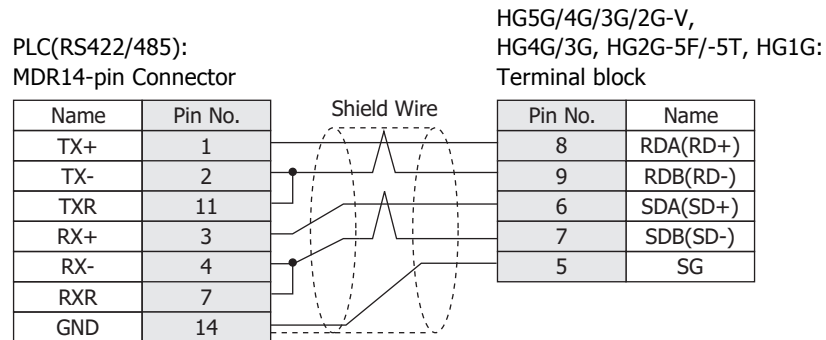 HG5G/4G/3G/2G-V,
PLC(RS422/485): HG4G/3G, HG2G-5F/-5T, HG1G:
MDR14-pin Connector Terminal block
Name Pin No. Shield Wire Pin No. Name
TX+ 1 8 RDA(RD+)
TX- 2 9 RDB(RD-)
TXR 11 6 SDA(SD+)
RX+ 3 7 SDB(SD-)
RX- 4 5 SG
RXR 7
GND 14